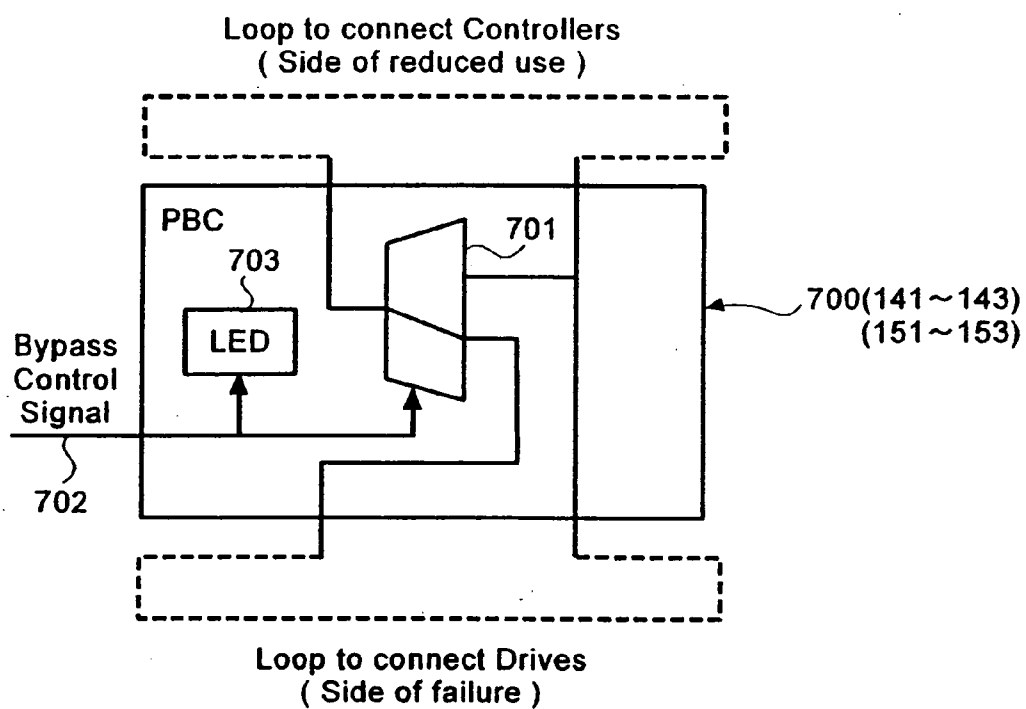 Loop to connect Controllers
( Side of reduced use )
PBC
701
703
LED
700(141～143)
(151～153)
Bypass
Control
Signal
702
Loop to connect Drives
( Side of failure )